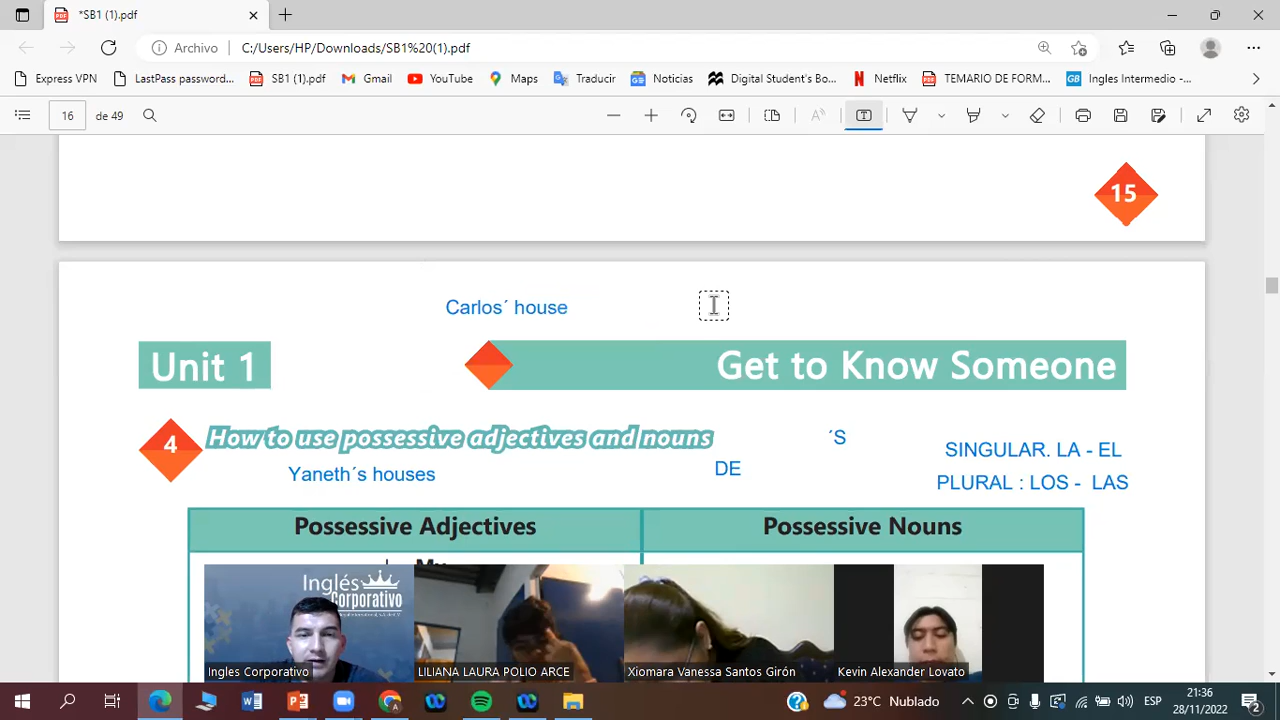 *SB1 (1).pdf
Archivo
C:/Users/HP/Downloads/SB1%20(1).pdf
Express VPN
LastPass password...
SB1 (1).pdf
Gmail
YouTube
Maps
Traducir
Noticias
Digital Student's Bo...
Netflix
TEMARIO DE FORM...
Ingles Intermedio -...
16
de 49
15
Carlos´ house
Unit 1
Get to Know Someone
4
How to use possessive adjectives and nouns
´S
SINGULAR. LA - EL
Yaneth´s houses
DE
PLURAL : LOS - LAS
Possessive Adjectives
Possessive Nouns
My
Inglés
Corporativo
Ingles Corporativo
LILIANA LAURA POLIO ARCE
Xiomara Vanessa Santos Girón
Kevin Alexander Lovato
23°C Nublado
ESP
21:36
28/11/2022
2